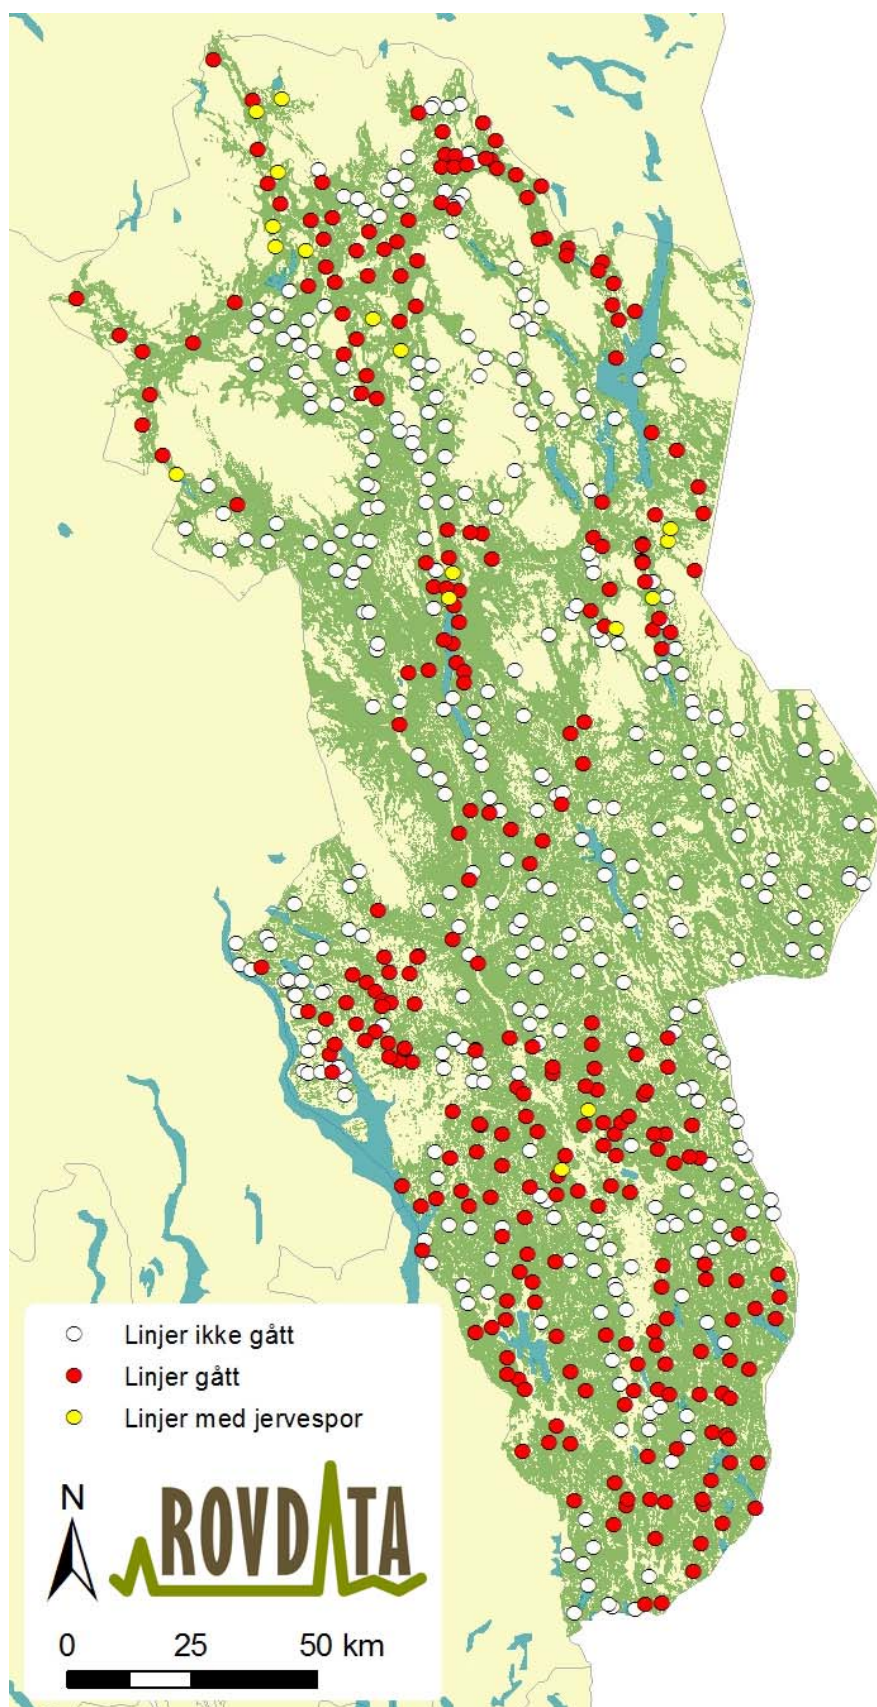 Linjer ikke gått
Linjer gått
Linjer med jervespor
N
ROVDATA
0 25 50 km